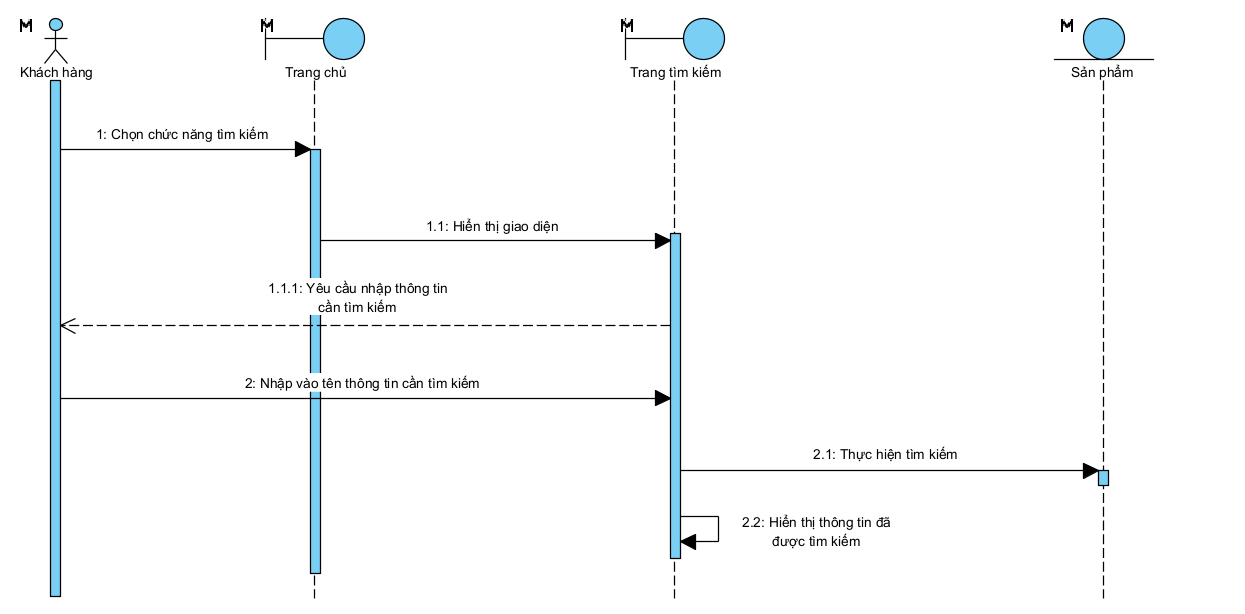 Khách hàng
Trang chủ
Trang tìm kiếm
Sản phẩm
1: Chọn chức năng tìm kiếm
1.1: Hiển thị giao diện
1.1.1: Yêu cầu nhập thông tin
cần tìm kiếm
2: Nhập vào tên thông tin cần tìm kiếm
2.1: Thực hiện tìm kiếm
2.2: Hiển thị thông tin đã
được tìm kiếm